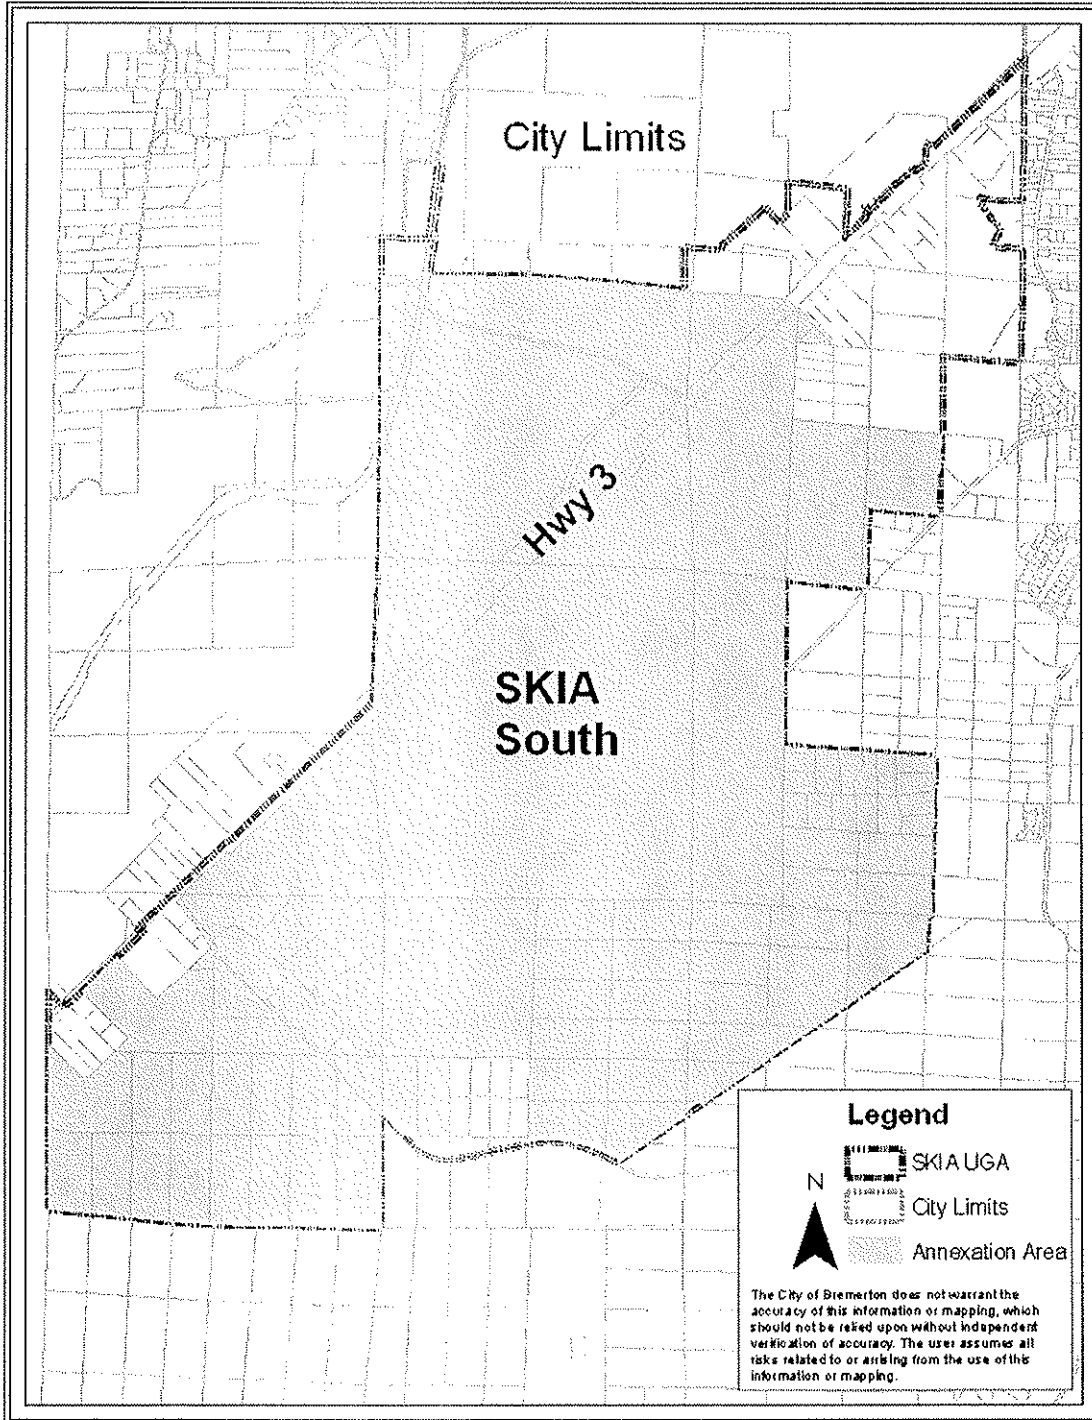 City Limits
Hwy 3
SKIA
South
Legend
N
SKIA UGA
City Limits
Annexation Area
The City of Bremerton does not warrant the
accuracy of this information or mapping, which
should not be relied upon without independent
verification of accuracy. The user assumes all
risks related to or arising from the use of this
information or mapping.